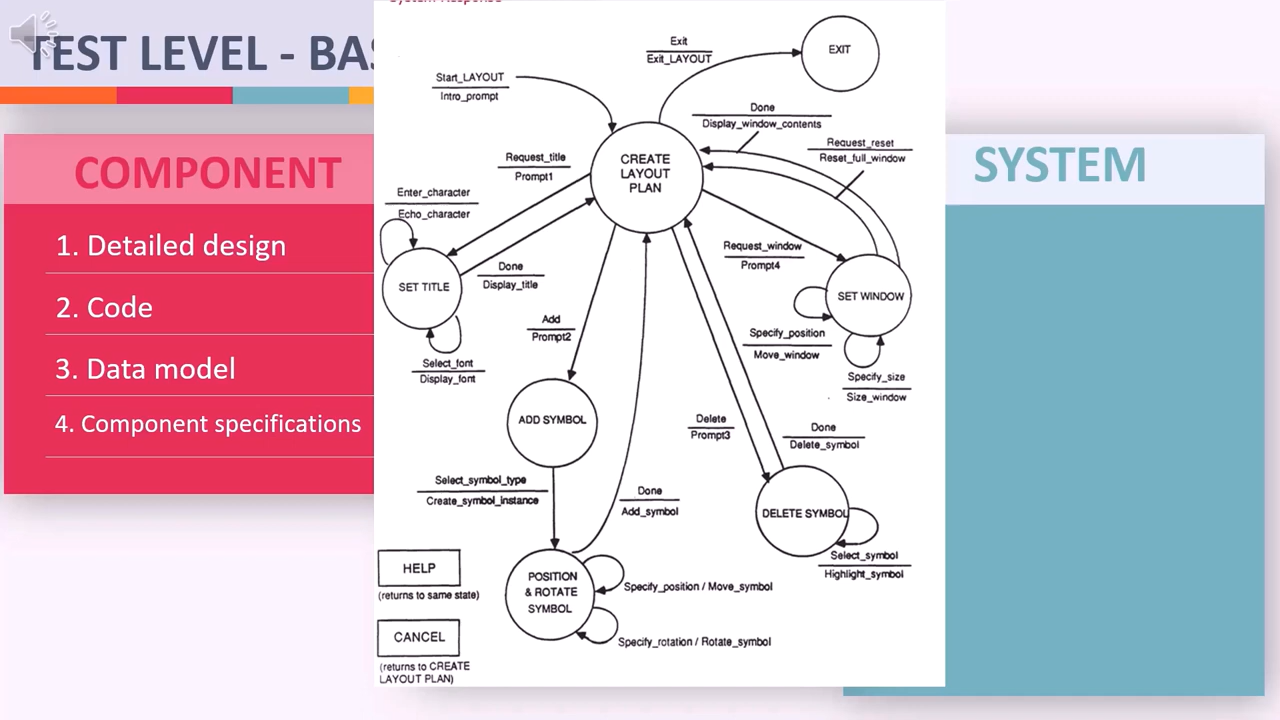 TEST LEVEL - BAS
COMPONENT
1. Detailed design
2. Code
3. Data model
4. Component specifications
SYSTEM
System Response
Exit
Exit_LAYOUT
EXIT
Start_LAYOUT
Intro_prompt
Done
Display_window_contents
Request_reset
Reset_full_window
CREATE
LAYOUT
PLAN
Request_title
Prompt1
Enter_character
Echo_character
SET TITLE
Done
Display_title
Select_font
Display_font
Request_window
Prompt4
SET WINDOW
Specify_position
Move_window
Specify_size
Size_window
Add
Prompt2
ADD SYMBOL
Delete
Prompt3
Done
Delete_symbol
Select_symbol_type
Create_symbol_instance
Done
Add_symbol
DELETE SYMBOL
Select_symbol
Highlight_symbol
POSITION
& ROTATE
SYMBOL
Specify_position / Move_symbol
Specify_rotation / Rotate_symbol
HELP
(returns to same state)
CANCEL
(returns to CREATE
LAYOUT PLAN)